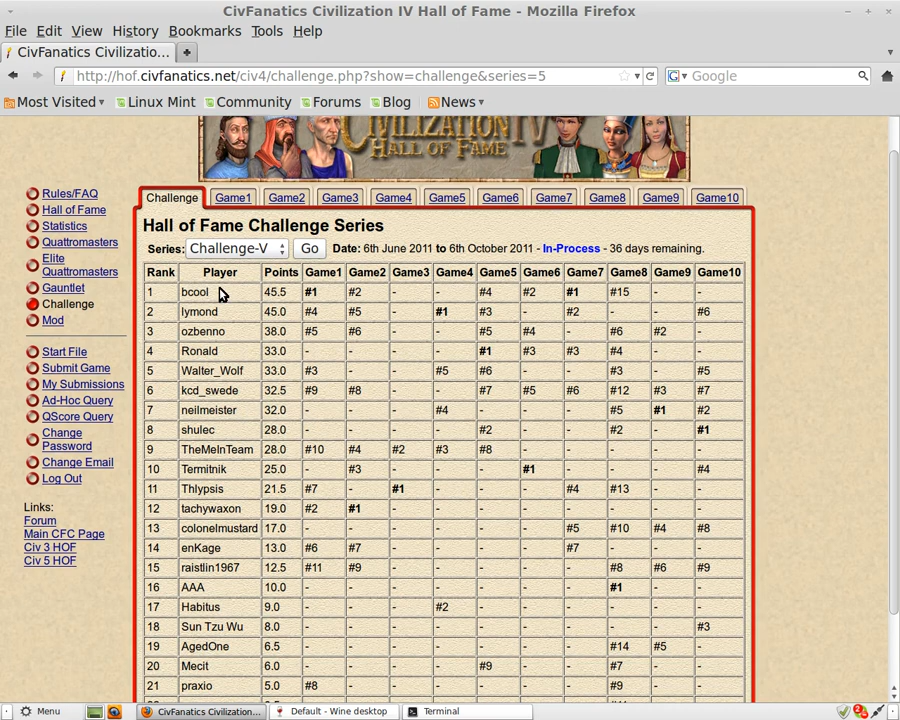 CivFanatics Civilization IV Hall of Fame - Mozilla Firefox
File Edit View History Bookmarks Tools Help
CivFanatics Civilizatio...
http://hof.civfanatics.net/civ4/challenge.php?show=challenge&series=5
Google
Most Visited Linux Mint Community Forums Blog News
CIVILIZATION IV
HALL OF FAME
Rules/FAQ
Hall of Fame
Statistics
Quattromasters
Elite
Quattromasters
Gauntlet
Challenge
Mod
Start File
Submit Game
My Submissions
Ad-Hoc Query
QScore Query
Change
Password
Change Email
Log Out
Links:
Forum
Main CFC Page
Civ 3 HOF
Civ 5 HOF
Challenge Game1 Game2 Game3 Game4 Game5 Game6 Game7 Game8 Game9 Game10
Hall of Fame Challenge Series
Series: Challenge-V Go Date: 6th June 2011 to 6th October 2011 - In-Process - 36 days remaining.
Rank Player Points Game1 Game2 Game3 Game4 Game5 Game6 Game7 Game8 Game9 Game10
1 bcool 45.5 #1 #2 - - #4 #2 #1 #15 - -
2 lymond 45.0 #4 #5 - #1 #3 - #2 - - #6
3 ozbenno 38.0 #5 #6 - - #5 #4 - #6 #2 -
4 Ronald 33.0 - - - - #1 #3 #3 #4 - -
5 Walter_Wolf 33.0 #3 - - #5 #6 - - #3 - #5
6 kcd_swede 32.5 #9 #8 - - #7 #5 #6 #12 #3 #7
7 neilmeister 32.0 - - - #4 - - - #5 #1 #2
8 shulec 28.0 - - - - #2 - - #2 - #1
9 TheMeInTeam 28.0 #10 #4 #2 #3 #8 - - - - -
10 Termitnik 25.0 - #3 - - - #1 - - - #4
11 Thlypsis 21.5 #7 - #1 - - - #4 #13 - -
12 tachywaxon 19.0 #2 #1 - - - - - - - -
13 colonelmustard 17.0 - - - - - - #5 #10 #4 #8
14 enKage 13.0 #6 #7 - - - - #7 - - -
15 raistlin1967 12.5 #11 #9 - - - - - #8 #6 #9
16 AAA 10.0 - - - - - - - #1 - -
17 Habitus 9.0 - - - #2 - - - - - -
18 Sun Tzu Wu 8.0 - - - - - - - - - #3
19 AgedOne 6.5 - - - - - - - #14 #5 -
20 Mecit 6.0 - - - - #9 - - #7 - -
21 praxio 5.0 #8 - - - - - - #9 - -
Menu CivFanatics Civilization... Default - Wine desktop Terminal